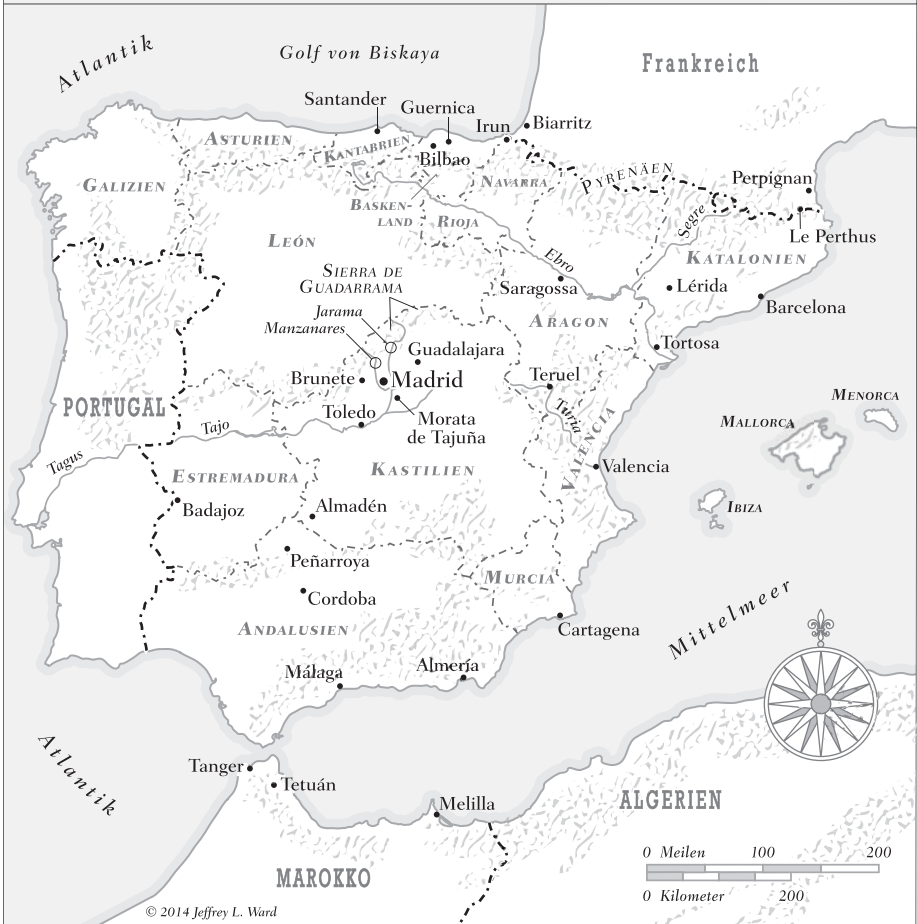 Atlantik
Golf von Biskaya
Frankreich
Santander
Guernica
Irun
Biarritz
ASTURIEN
KANTABRIEN
Bilbao
GALIZIEN
NAVARRA
PYRENÄEN
Perpignan
BASKEN-
LAND
RIOJA
Segre
Le Perthus
LEÓN
Ebro
KATALONIEN
SIERRA DE
GUADARRAMA
Saragossa
Lérida
Jarama
Barcelona
Manzanares
ARAGON
Guadalajara
Tortosa
Brunete
Madrid
Teruel
MENORCA
PORTUGAL
Toledo
Morata
de Tajuña
Turia
MALLORCA
Tajo
VALENCIA
Tagus
ESTREMADURA
KASTILIEN
Valencia
Badajoz
Almadén
IBIZA
Peñarroya
MURCIA
Cordoba
ANDALUSIEN
Cartagena
Mittelmeer
Málaga
Almería
Atlantik
Tanger
Tetuán
Melilla
ALGERIEN
MAROKKO
0 Meilen 100 200
0 Kilometer 200
© 2014 Jeffrey L. Ward